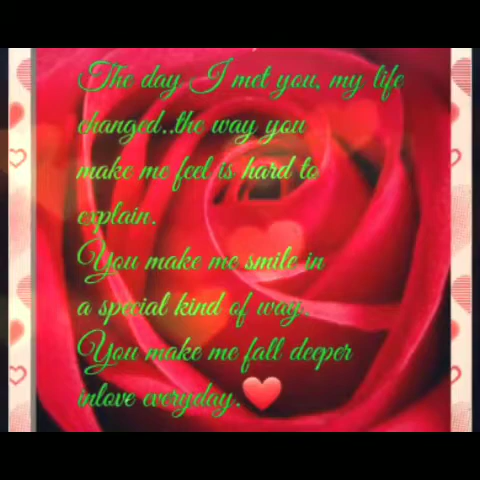 The day I met you, my life
changed..the way you
make me feel is hard to
explain.
You make me smile in
a special kind of way.
You make me fall deeper
inlove everyday.❤️